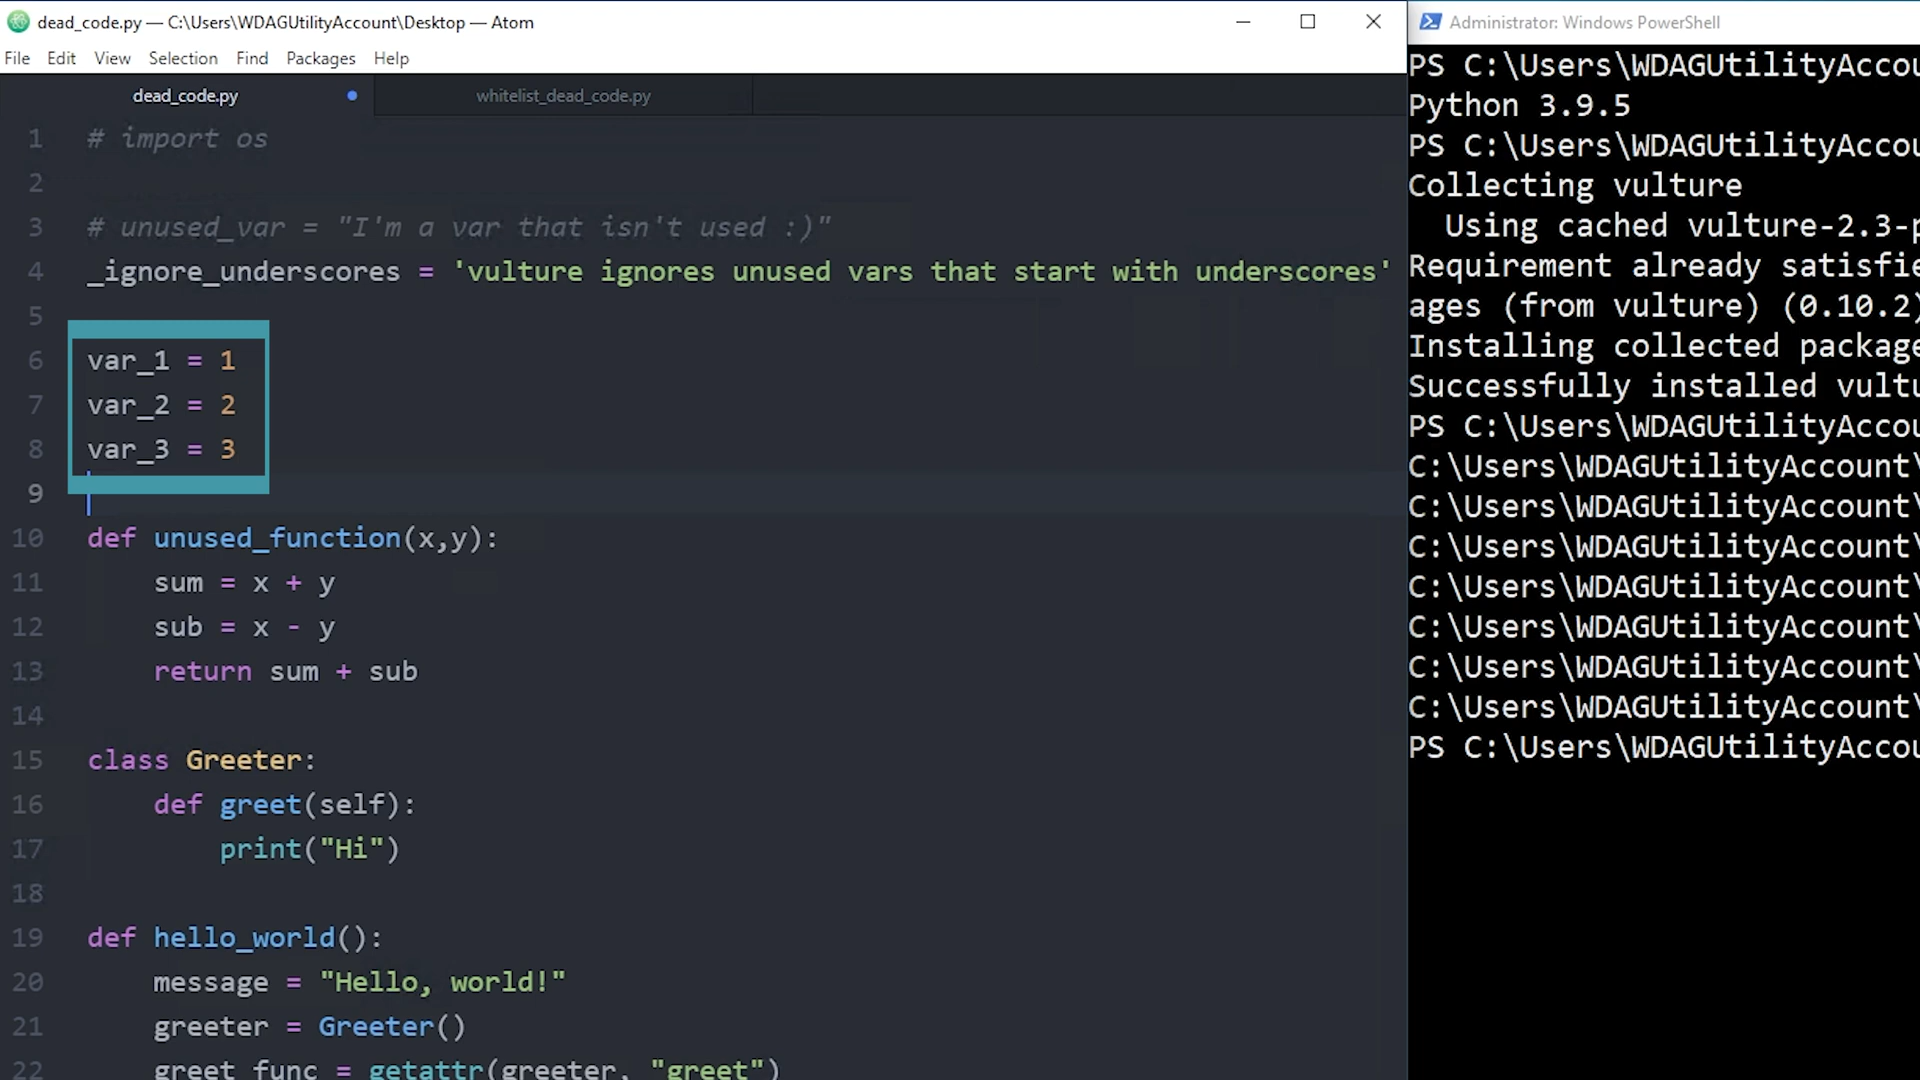 dead_code.py — C:\Users\WDAGUtilityAccount\Desktop — Atom
File Edit View Selection Find Packages Help
dead_code.py
whitelist_dead_code.py
1 # import os
2
3 # unused_var = "I'm a var that isn't used :)"
4 _ignore_underscores = 'vulture ignores unused vars that start with underscores'
5
6 var_1 = 1
7 var_2 = 2
8 var_3 = 3
9
10 def unused_function(x,y):
11 sum = x + y
12 sub = x - y
13 return sum + sub
14
15 class Greeter:
16 def greet(self):
17 print("Hi")
18
19 def hello_world():
20 message = "Hello, world!"
21 greeter = Greeter()
22 greet_func = getattr(greeter, "greet")
Administrator: Windows PowerShell
PS C:\Users\WDAGUtilityAccou
Python 3.9.5
PS C:\Users\WDAGUtilityAccou
Collecting vulture
Using cached vulture-2.3-p
Requirement already satisfie
ages (from vulture) (0.10.2)
Installing collected package
Successfully installed vultu
PS C:\Users\WDAGUtilityAccou
C:\Users\WDAGUtilityAccount\
C:\Users\WDAGUtilityAccount\
C:\Users\WDAGUtilityAccount\
C:\Users\WDAGUtilityAccount\
C:\Users\WDAGUtilityAccount\
C:\Users\WDAGUtilityAccount\
C:\Users\WDAGUtilityAccount\
PS C:\Users\WDAGUtilityAccou